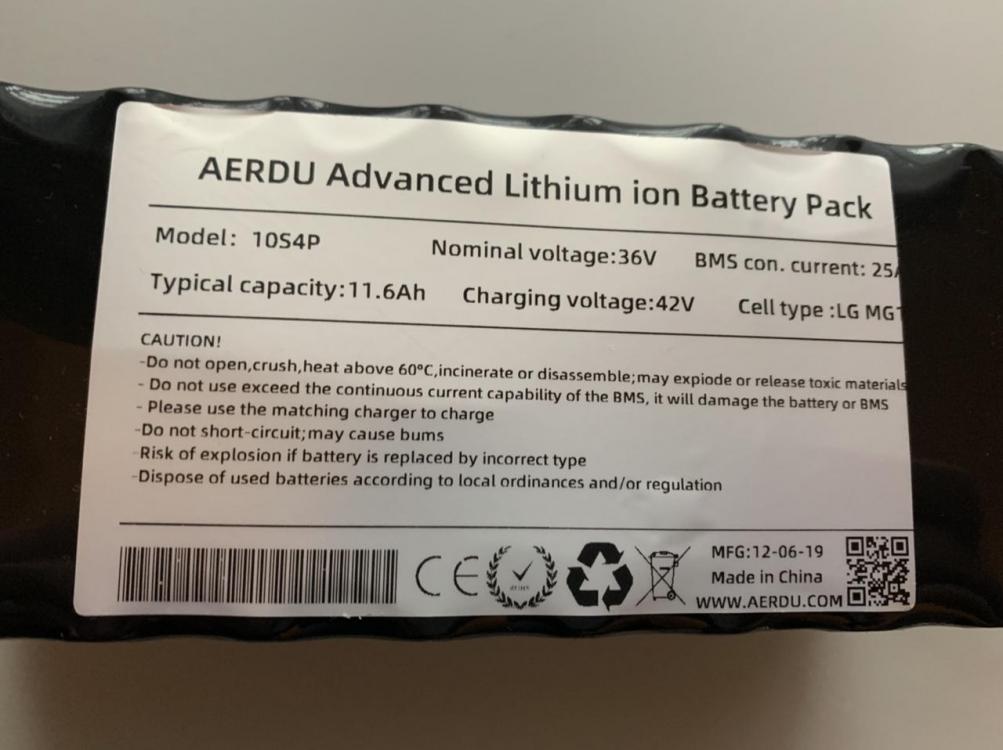 AERDU Advanced Lithium ion Battery Pack
Model: 10S4P Nominal voltage:36V BMS con. current: 25A
Typical capacity:11.6Ah Charging voltage:42V Cell type :LG MG1
CAUTION!
-Do not open,crush,heat above 60°C,incinerate or disassemble;may expiode or release toxic materials
- Do not use exceed the continuous current capability of the BMS, it will damage the battery or BMS
- Please use the matching charger to charge
-Do not short-circuit;may cause bums
-Risk of explosion if battery is replaced by incorrect type
-Dispose of used batteries according to local ordinances and/or regulation
CE
MFG:12-06-19
Made in China
WWW.AERDU.COM